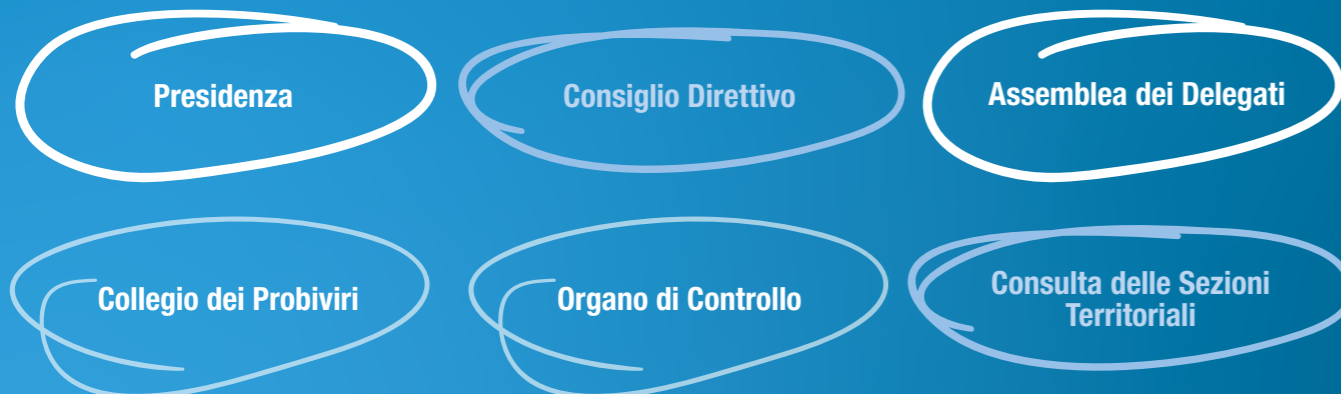 Presidenza
Consiglio Direttivo
Assemblea dei Delegati
Collegio dei Probiviri
Organo di Controllo
Consulta delle Sezioni
Territoriali